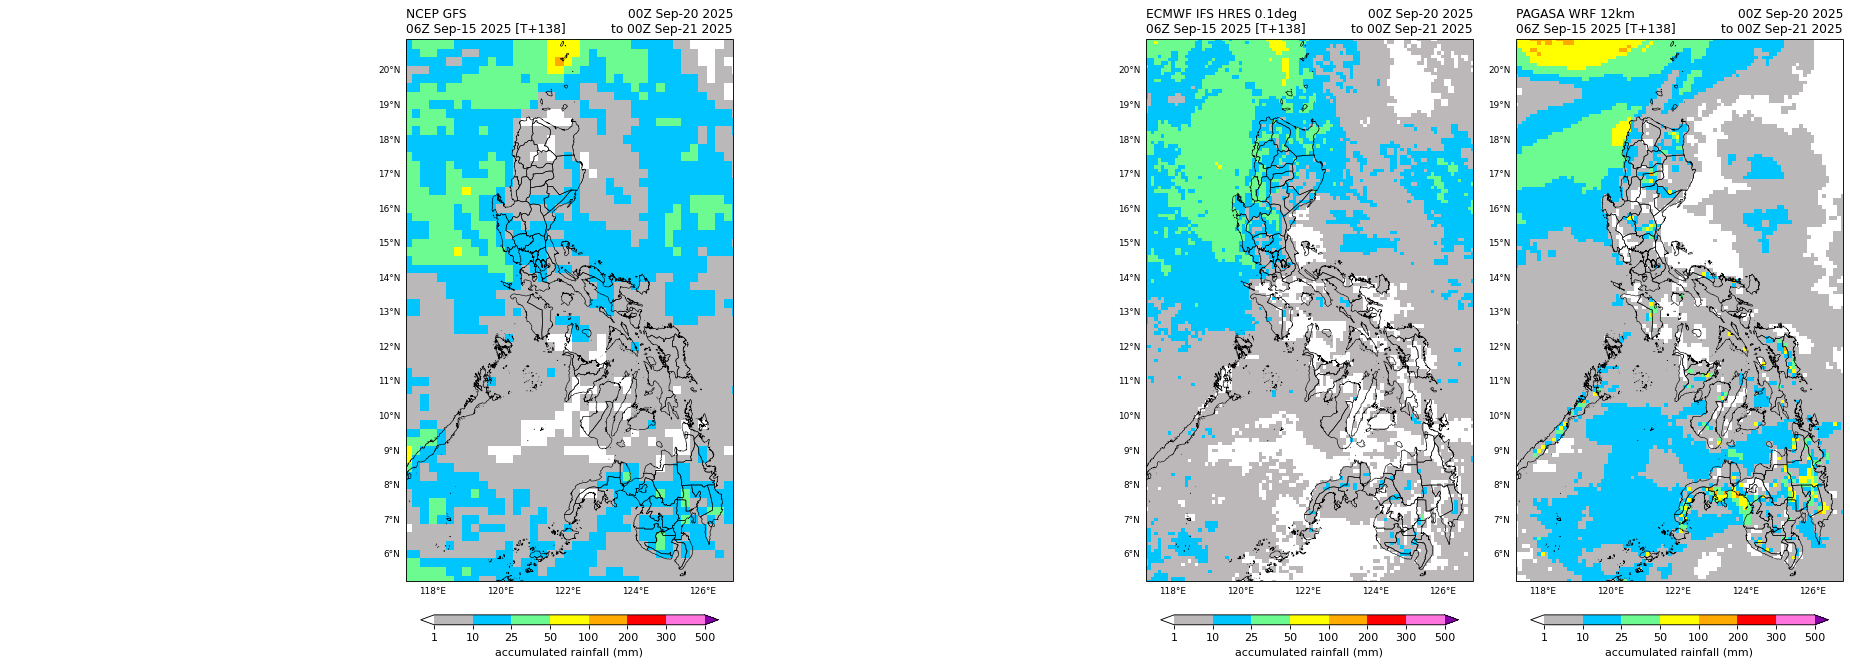 NCEP GFS 00Z Sep-20 2025
06Z Sep-15 2025 [T+138] to 00Z Sep-21 2025
20°N
19°N
18°N
17°N
16°N
15°N
14°N
13°N
12°N
11°N
10°N
9°N
8°N
7°N
6°N
118°E 120°E 122°E 124°E 126°E
1 10 25 50 100 200 300 500
accumulated rainfall (mm)
ECMWF IFS HRES 0.1deg 00Z Sep-20 2025
06Z Sep-15 2025 [T+138] to 00Z Sep-21 2025
20°N
19°N
18°N
17°N
16°N
15°N
14°N
13°N
12°N
11°N
10°N
9°N
8°N
7°N
6°N
118°E 120°E 122°E 124°E 126°E
1 10 25 50 100 200 300 500
accumulated rainfall (mm)
PAGASA WRF 12km 00Z Sep-20 2025
06Z Sep-15 2025 [T+138] to 00Z Sep-21 2025
20°N
19°N
18°N
17°N
16°N
15°N
14°N
13°N
12°N
11°N
10°N
9°N
8°N
7°N
6°N
118°E 120°E 122°E 124°E 126°E
1 10 25 50 100 200 300 500
accumulated rainfall (mm)